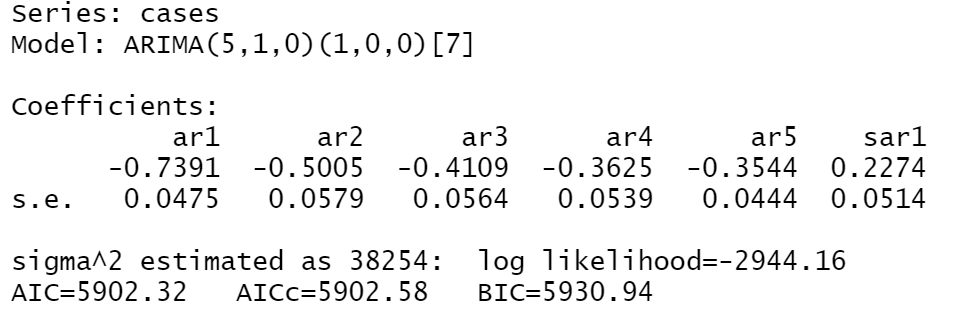 Series: cases
Model: ARIMA(5,1,0)(1,0,0)[7]
Coefficients:
ar1 ar2 ar3 ar4 ar5 sar1
-0.7391 -0.5005 -0.4109 -0.3625 -0.3544 0.2274
s.e. 0.0475 0.0579 0.0564 0.0539 0.0444 0.0514
sigma^2 estimated as 38254: log likelihood=-2944.16
AIC=5902.32 AICc=5902.58 BIC=5930.94